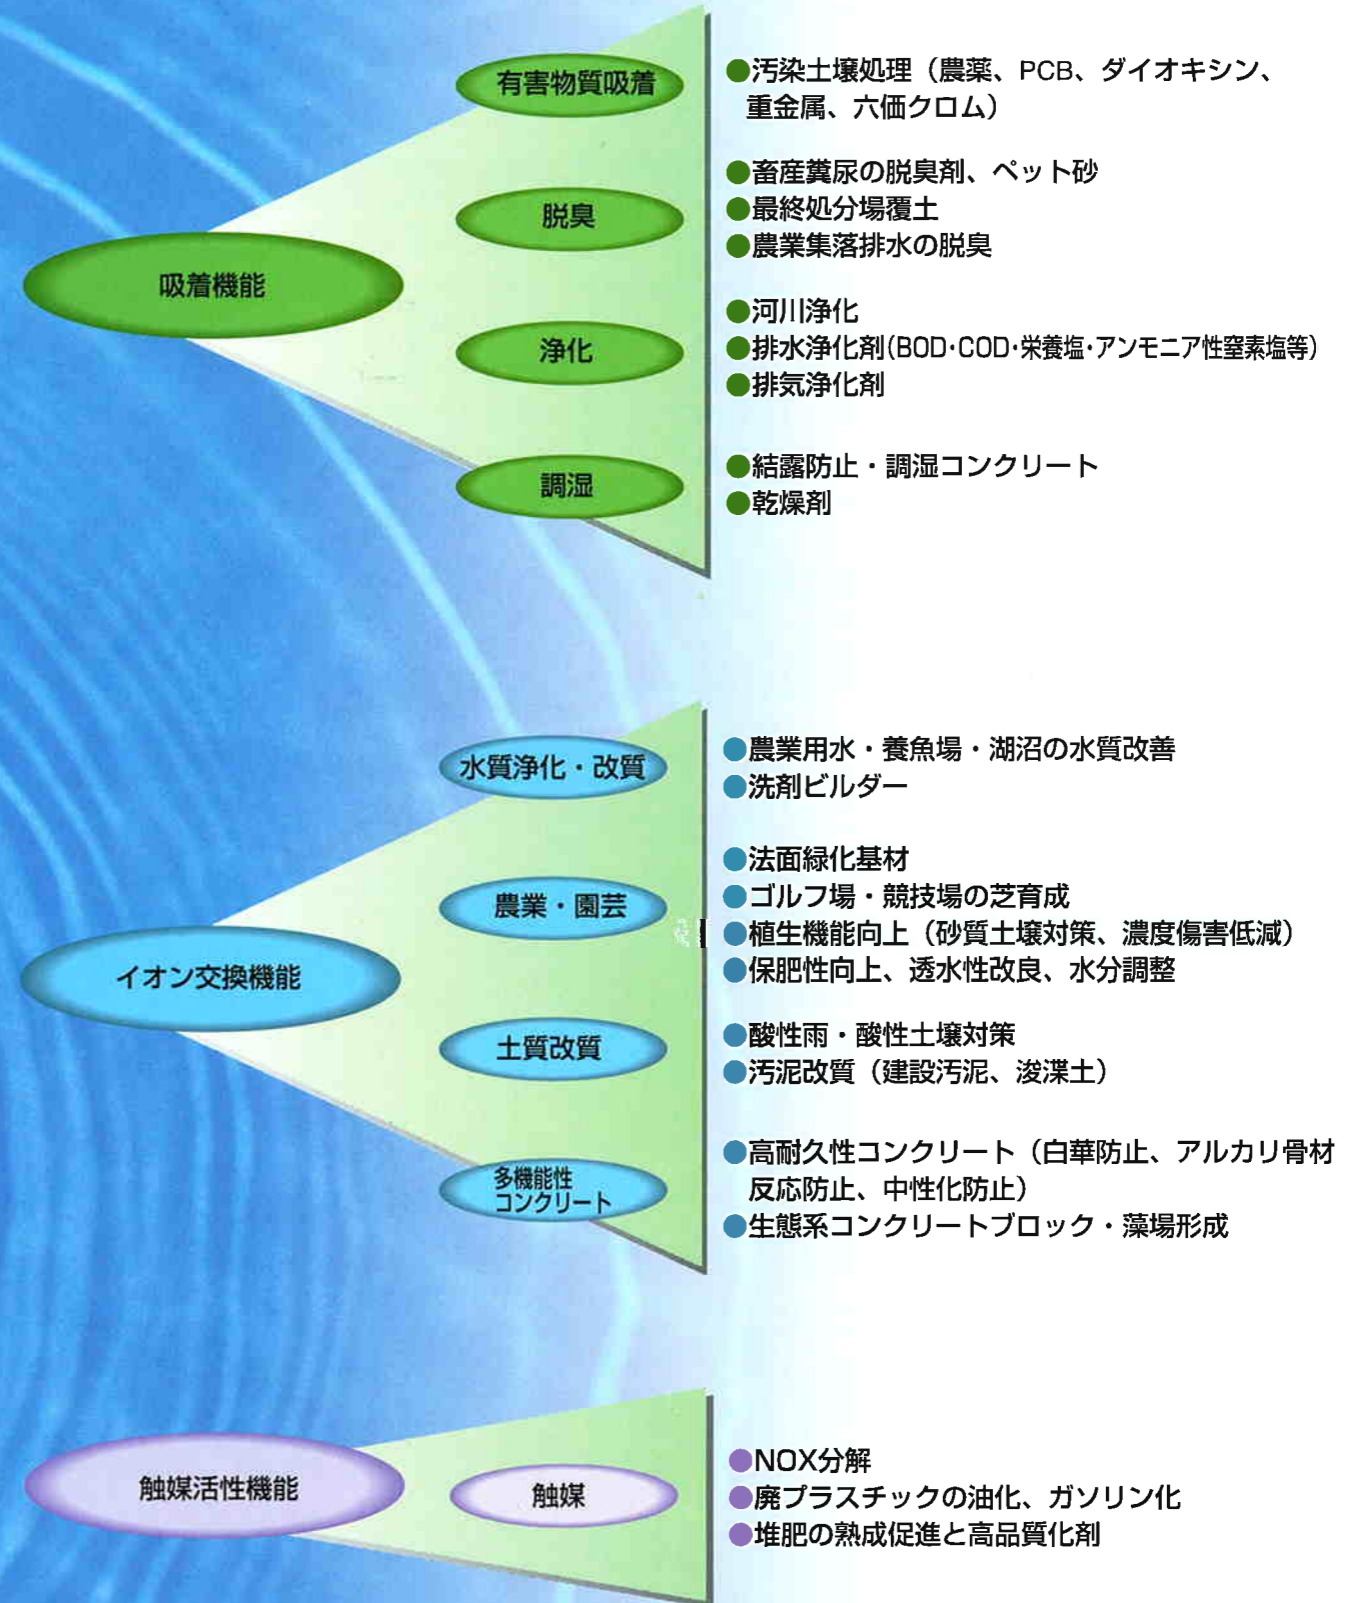 吸着機能
有害物質吸着
●汚染土壌処理（農薬、PCB、ダイオキシン、
重金属、六価クロム）
脱臭
●畜産糞尿の脱臭剤、ペット砂
●最終処分場覆土
●農業集落排水の脱臭
浄化
●河川浄化
●排水浄化剤（BOD・COD・栄養塩・アンモニア性窒素塩等）
●排気浄化剤
調湿
●結露防止・調湿コンクリート
●乾燥剤
イオン交換機能
水質浄化・改質
●農業用水・養魚場・湖沼の水質改善
●洗剤ビルダー
農業・園芸
●法面緑化基材
●ゴルフ場・競技場の芝育成
●植生機能向上（砂質土壌対策、濃度傷害低減）
●保肥性向上、透水性改良、水分調整
土質改質
●酸性雨・酸性土壌対策
●汚泥改質（建設汚泥、浚渫土）
多機能性
コンクリート
●高耐久性コンクリート（白華防止、アルカリ骨材
反応防止、中性化防止）
●生態系コンクリートブロック・藻場形成
触媒活性機能
触媒
●NOX分解
●廃プラスチックの油化、ガソリン化
●堆肥の熟成促進と高品質化剤